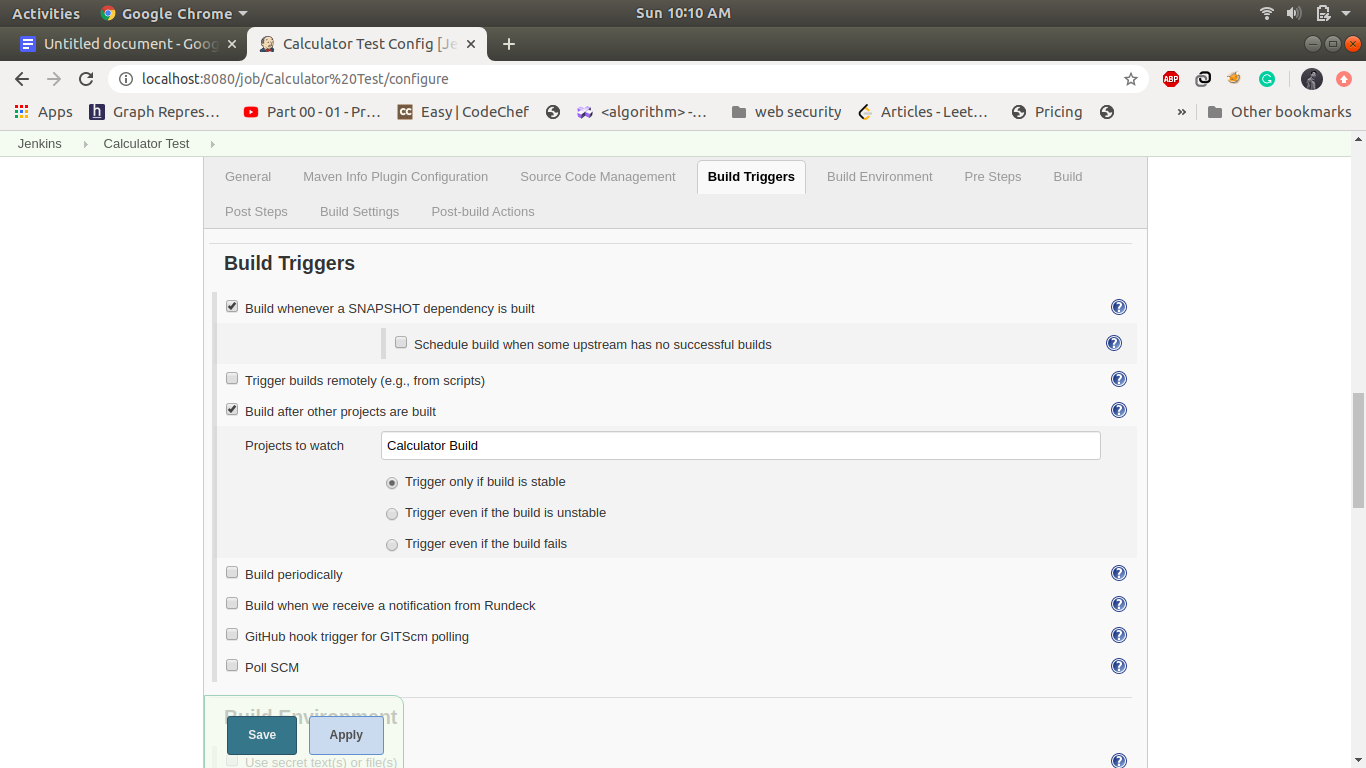 Activities Google Chrome Sun 10:10 AM
Untitled document - Goog Calculator Test Config [Je
localhost:8080/job/Calculator%20Test/configure ABP
Apps h Graph Repres… Part 00 - 01 - Pr… CC Easy | CodeChef <algorithm> -… web security Articles - Leet… Pricing » Other bookmarks
Jenkins Calculator Test
General Maven Info Plugin Configuration Source Code Management Build Triggers Build Environment Pre Steps Build
Post Steps Build Settings Post-build Actions
Build Triggers
Build whenever a SNAPSHOT dependency is built ?
Schedule build when some upstream has no successful builds ?
Trigger builds remotely (e.g., from scripts) ?
Build after other projects are built ?
Projects to watch Calculator Build
Trigger only if build is stable
Trigger even if the build is unstable
Trigger even if the build fails
Build periodically ?
Build when we receive a notification from Rundeck ?
GitHub hook trigger for GITScm polling ?
Poll SCM ?
Build Environment
Save Apply
Use secret text(s) or file(s) ?